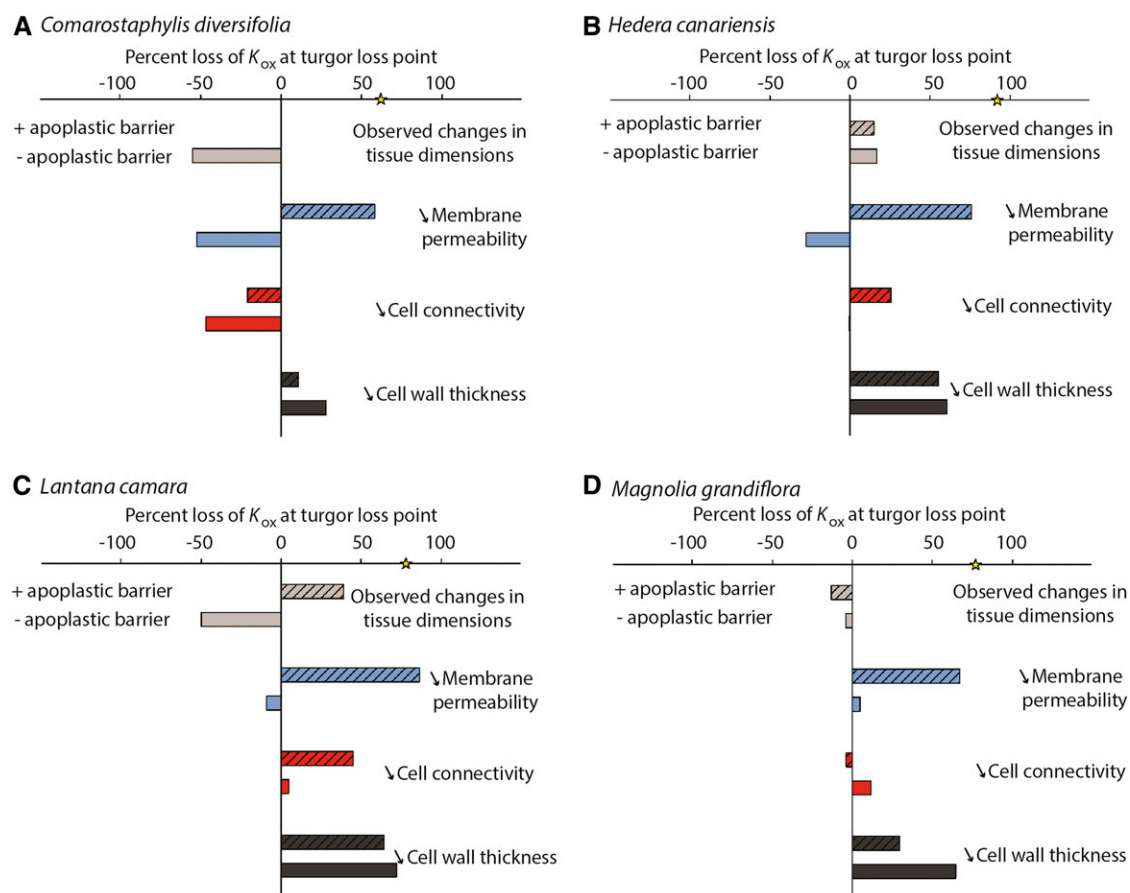 A Comarostaphylis diversifolia
Percent loss of Kox at turgor loss point
-100 -50 0 50 100
+ apoplastic barrier
- apoplastic barrier
Observed changes in
tissue dimensions
↘Membrane
permeability
↘Cell connectivity
↘Cell wall thickness
B Hedera canariensis
Percent loss of Kox at turgor loss point
-100 -50 0 50 100
+ apoplastic barrier
- apoplastic barrier
Observed changes in
tissue dimensions
↘Membrane
permeability
↘Cell connectivity
↘Cell wall thickness
C Lantana camara
Percent loss of Kox at turgor loss point
-100 -50 0 50 100
+ apoplastic barrier
- apoplastic barrier
Observed changes in
tissue dimensions
↘Membrane
permeability
↘Cell connectivity
↘Cell wall thickness
D Magnolia grandiflora
Percent loss of Kox at turgor loss point
-100 -50 0 50 100
+ apoplastic barrier
- apoplastic barrier
Observed changes in
tissue dimensions
↘Membrane
permeability
↘Cell connectivity
↘Cell wall thickness